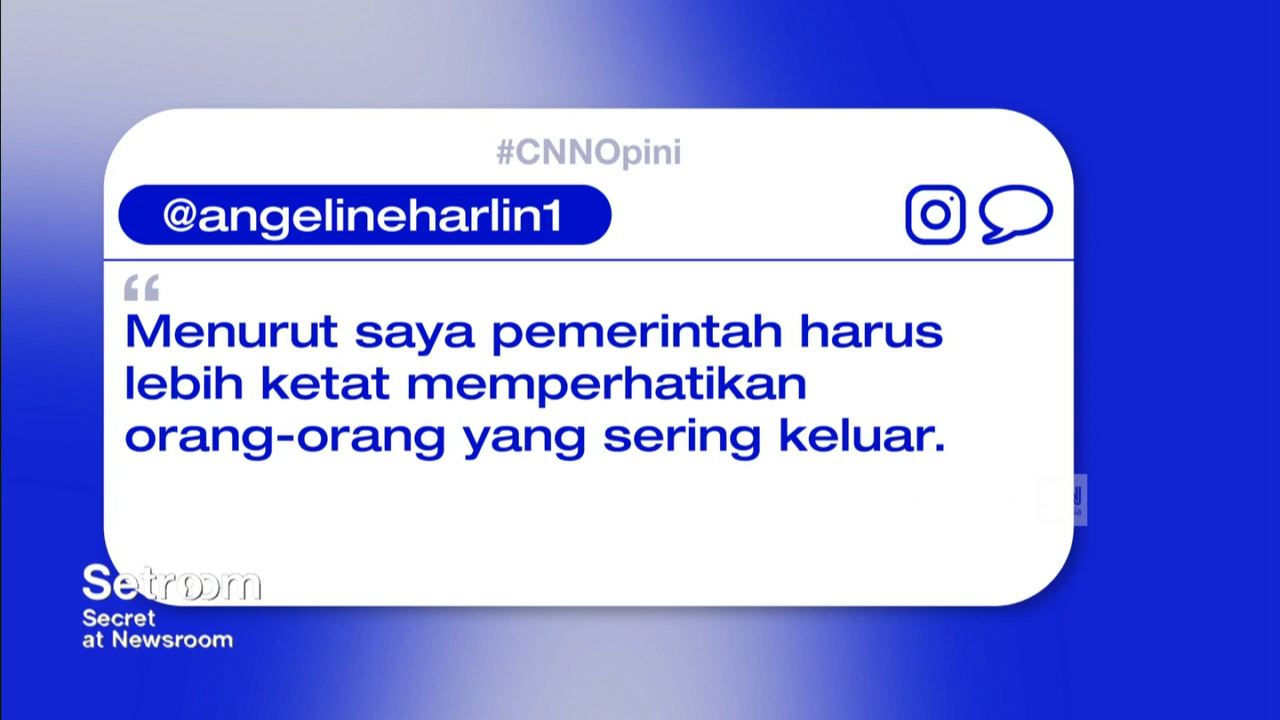 #CNNOpini
@angelineharlin1
“
Menurut saya pemerintah harus
lebih ketat memperhatikan
orang-orang yang sering keluar.
Setroom
Secret
at Newsroom